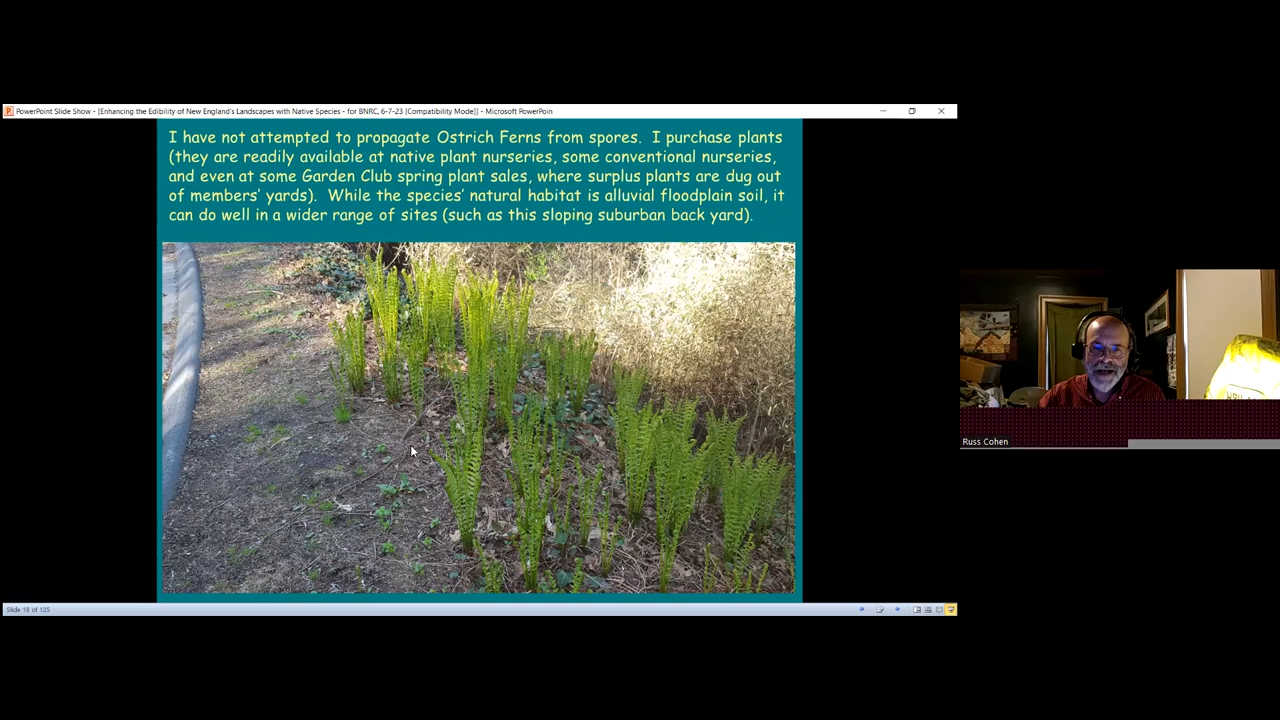 PowerPoint Slide Show - [Enhancing the Edibility of New England's Landscapes with Native Species - for BNRC, 6-7-23 [Compatibility Mode]] - Microsoft PowerPoin
I have not attempted to propagate Ostrich Ferns from spores. I purchase plants
(they are readily available at native plant nurseries, some conventional nurseries,
and even at some Garden Club spring plant sales, where surplus plants are dug out
of members' yards). While the species' natural habitat is alluvial floodplain soil, it
can do well in a wider range of sites (such as this sloping suburban back yard).
Russ Cohen
Slide 18 of 125